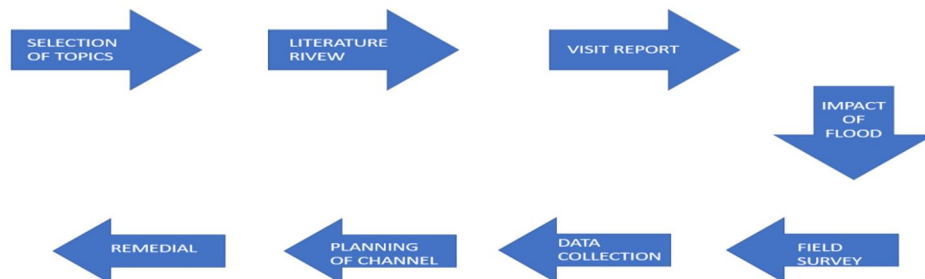 SELECTION
OF TOPICS
LITERATURE
RIVEW
VISIT REPORT
IMPACT
OF
FLOOD
FIELD
SURVEY
DATA
COLLECTION
PLANNING
OF CHANNEL
REMEDIAL